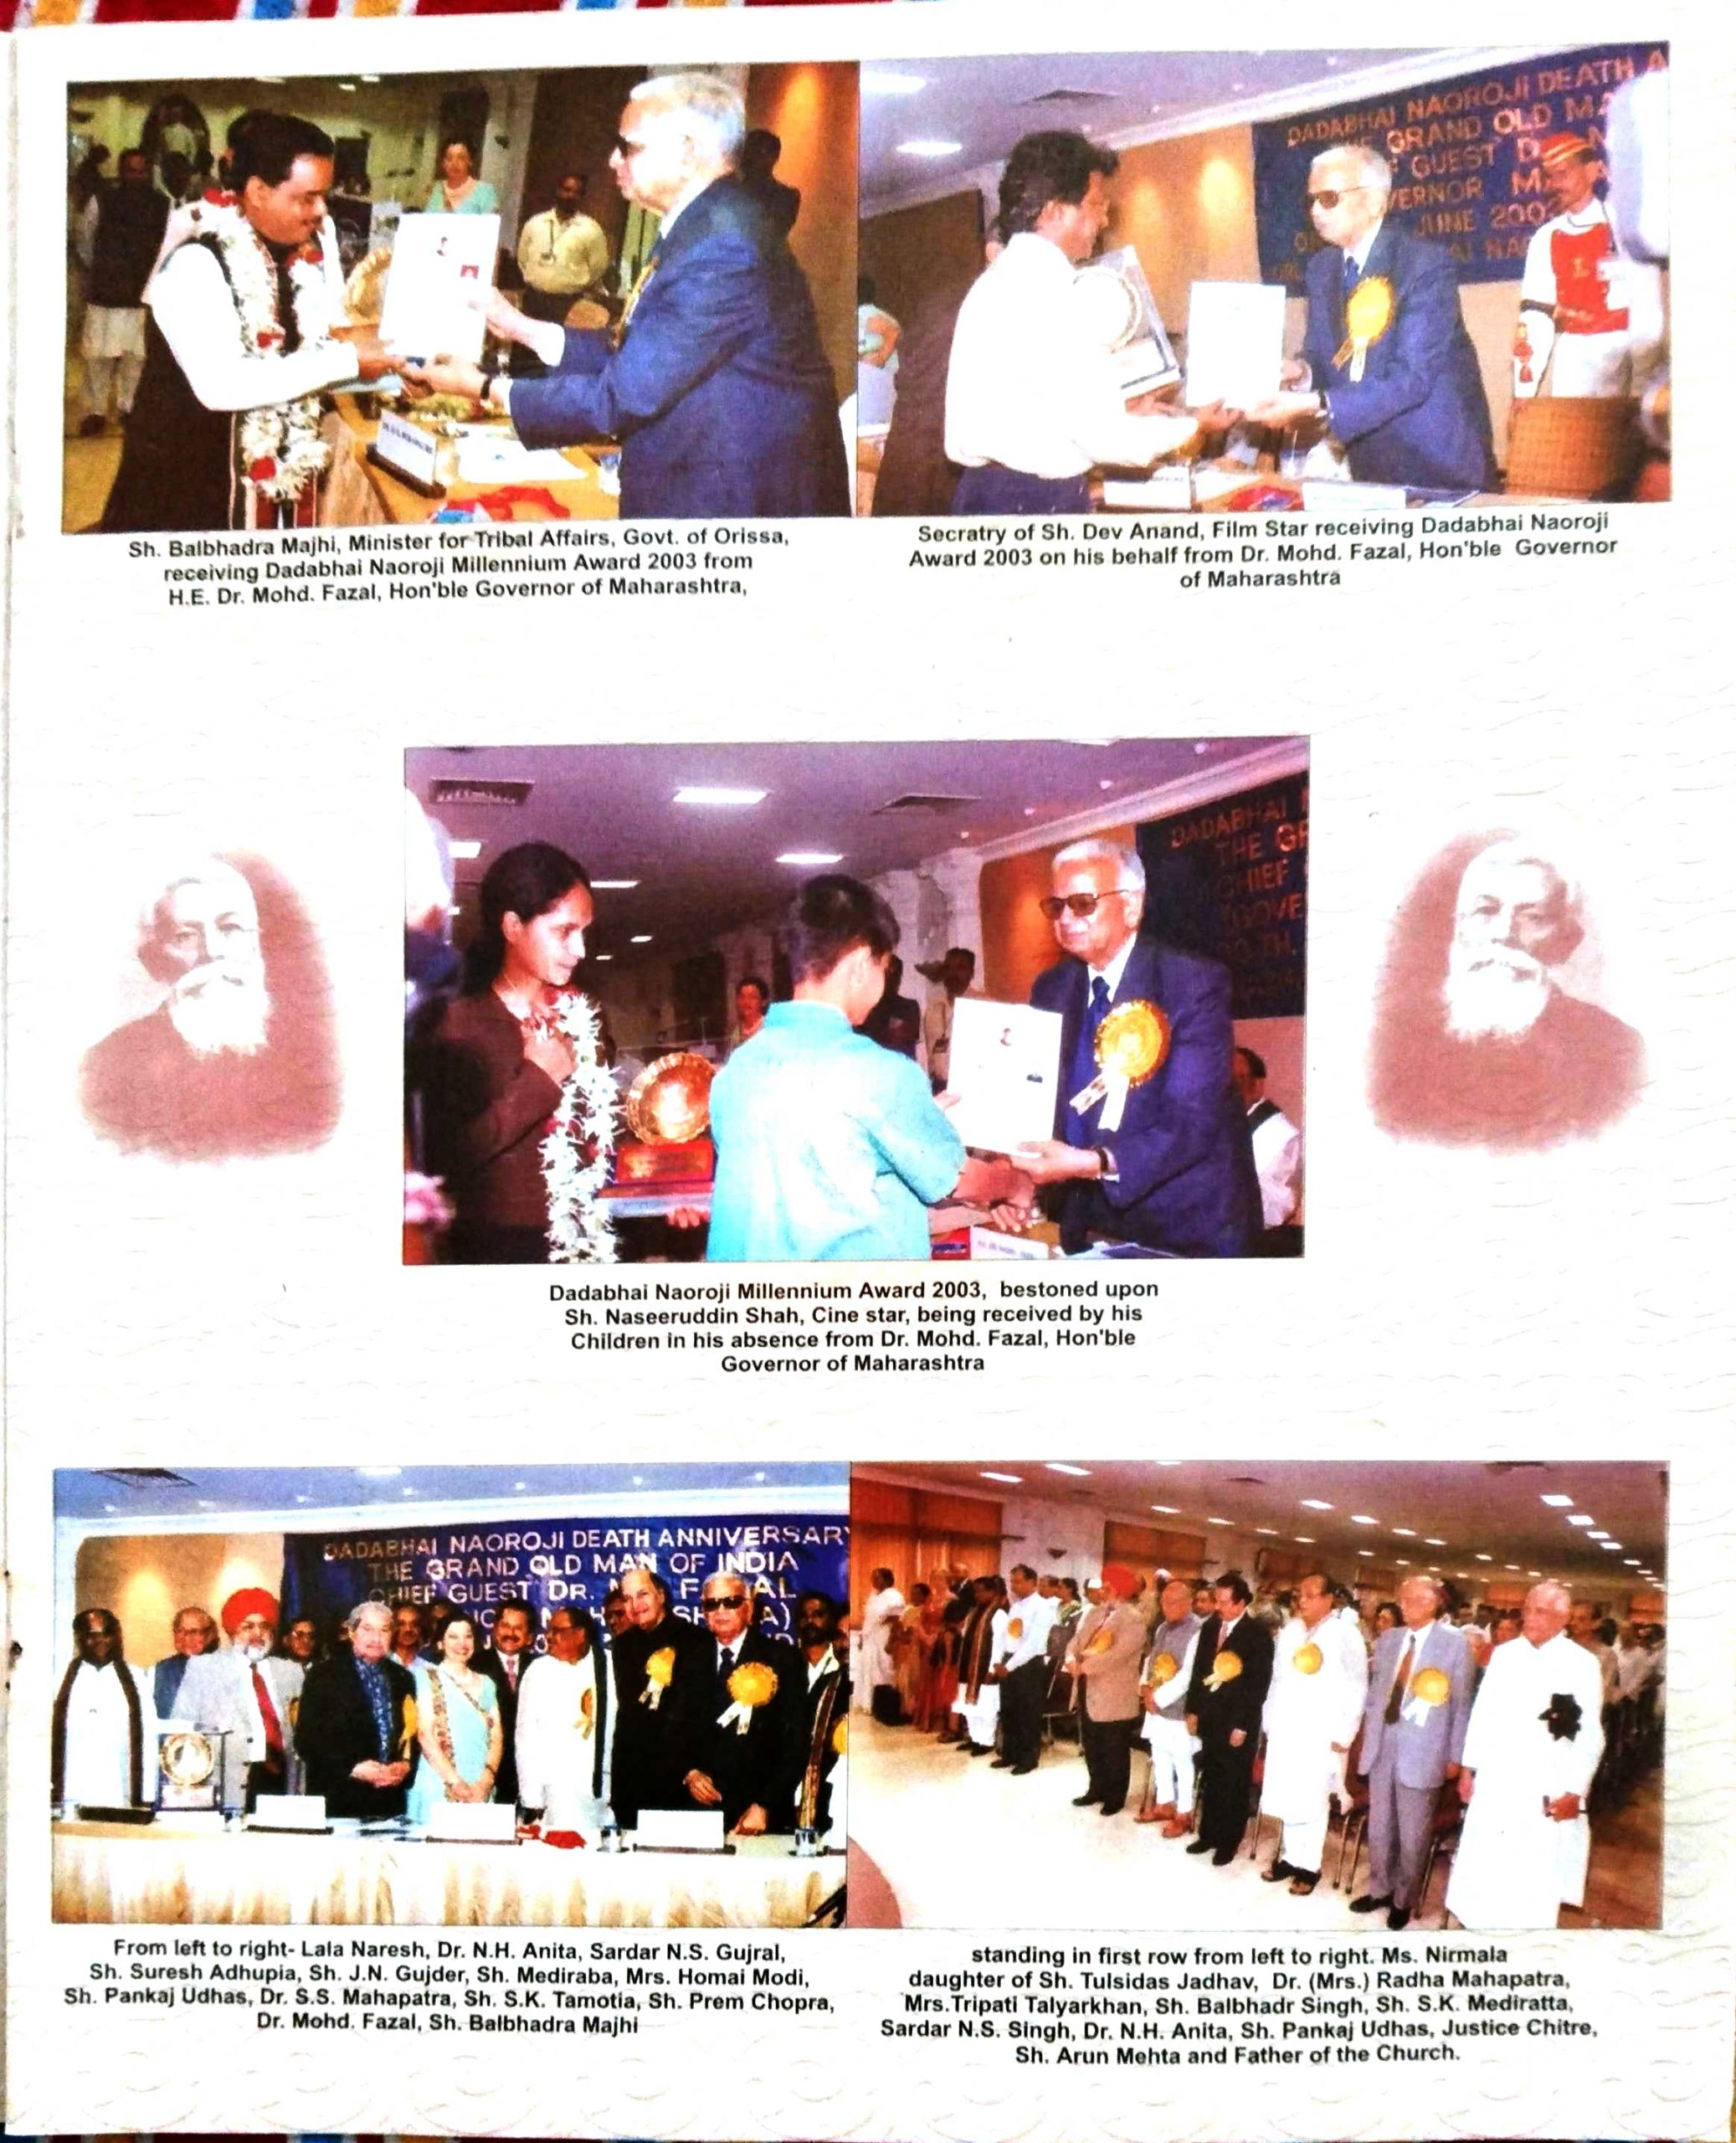 DADABHAI NAOROJI DEATH A
GRAND OLD MA
GUEST D
VERNOR M
JUNE 200
Sh. Balbhadra Majhi, Minister for Tribal Affairs, Govt. of Orissa,
receiving Dadabhai Naoroji Millennium Award 2003 from
H.E. Dr. Mohd. Fazal, Hon'ble Governor of Maharashtra,
Secratry of Sh. Dev Anand, Film Star receiving Dadabhai Naoroji
Award 2003 on his behalf from Dr. Mohd. Fazal, Hon'ble Governor
of Maharashtra
DADABHAI
THE GR
CHIEF
GOVE
Dadabhai Naoroji Millennium Award 2003, bestoned upon
Sh. Naseeruddin Shah, Cine star, being received by his
Children in his absence from Dr. Mohd. Fazal, Hon'ble
Governor of Maharashtra
DADABHAI NAOROJI DEATH ANNIVERSARY
THE GRAND OLD MAN OF INDIA
CHIEF GUEST DR. F AL
From left to right- Lala Naresh, Dr. N.H. Anita, Sardar N.S. Gujral,
Sh. Suresh Adhupia, Sh. J.N. Gujder, Sh. Mediraba, Mrs. Homai Modi,
Sh. Pankaj Udhas, Dr. S.S. Mahapatra, Sh. S.K. Tamotia, Sh. Prem Chopra,
Dr. Mohd. Fazal, Sh. Balbhadra Majhi
standing in first row from left to right. Ms. Nirmala
daughter of Sh. Tulsidas Jadhav, Dr. (Mrs.) Radha Mahapatra,
Mrs.Tripati Talyarkhan, Sh. Balbhadr Singh, Sh. S.K. Mediratta,
Sardar N.S. Singh, Dr. N.H. Anita, Sh. Pankaj Udhas, Justice Chitre,
Sh. Arun Mehta and Father of the Church.